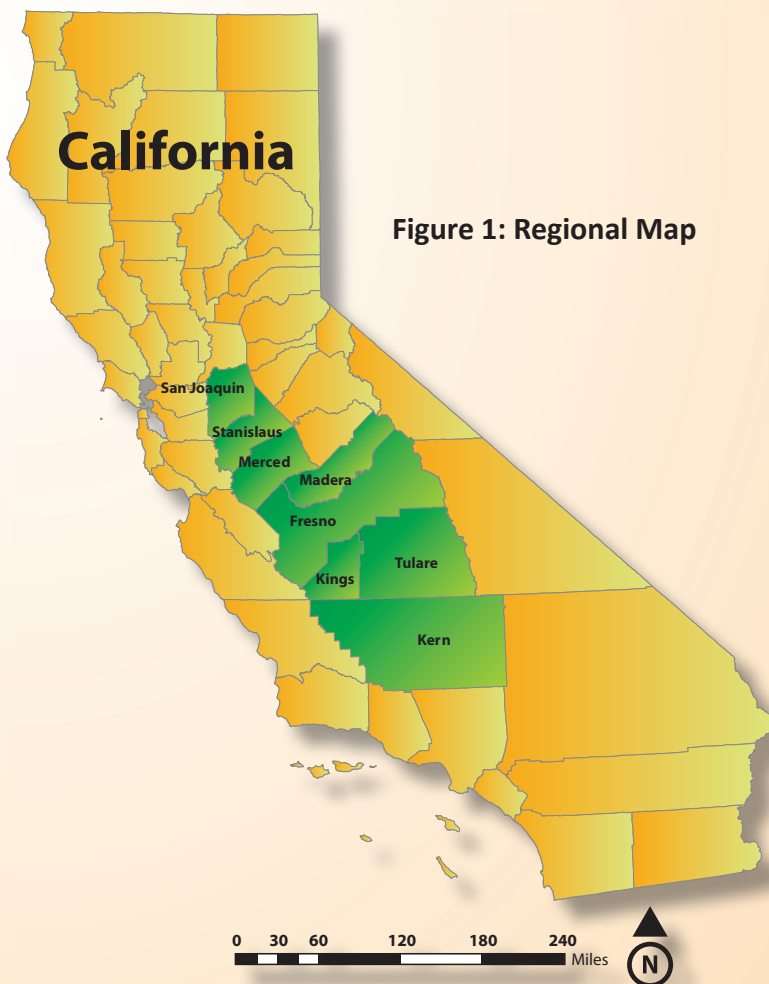 California
Figure 1: Regional Map
San Joaquin
Stanislaus
Merced
Madera
Fresno
Tulare
Kings
Kern
0 30 60 120 180 240
Miles
N